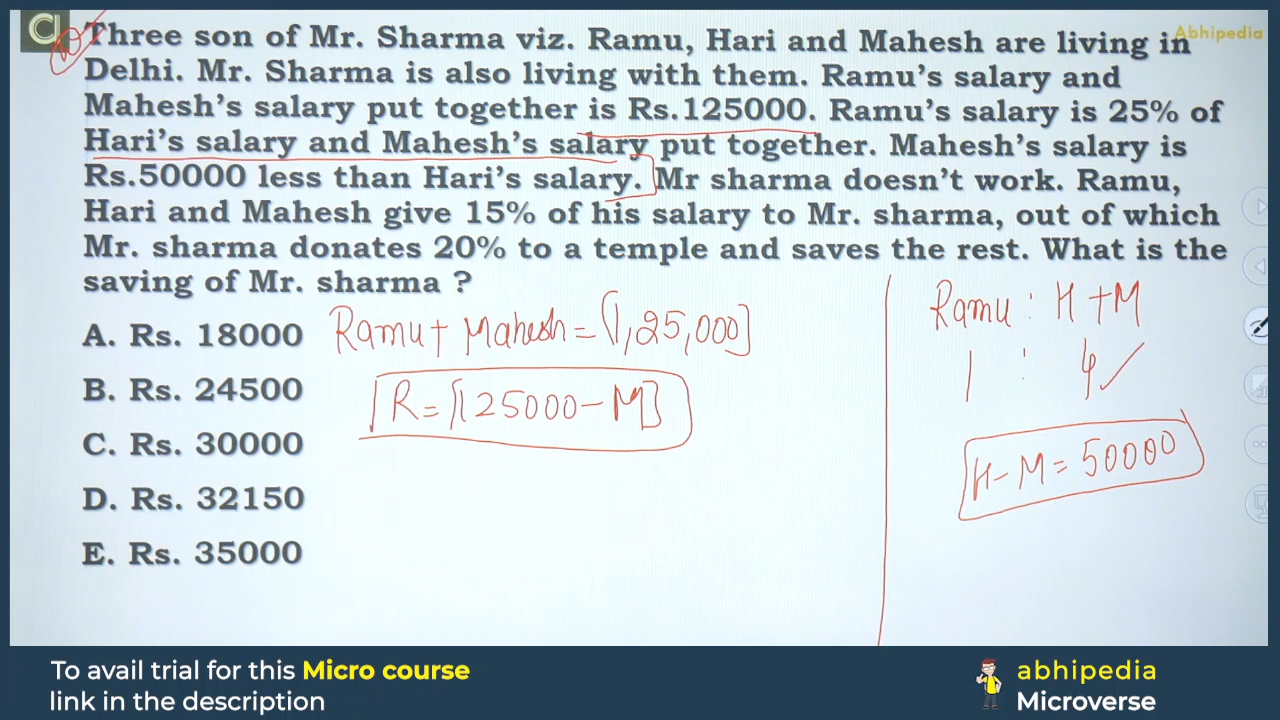 Three son of Mr. Sharma viz. Ramu, Hari and Mahesh are living in
Abhipedia
Delhi. Mr. Sharma is also living with them. Ramu's salary and
Mahesh's salary put together is Rs.125000. Ramu's salary is 25% of
Hari's salary and Mahesh's salary put together. Mahesh's salary is
Rs.50000 less than Hari's salary. Mr sharma doesn't work. Ramu,
Hari and Mahesh give 15% of his salary to Mr. sharma, out of which
Mr. sharma donates 20% to a temple and saves the rest. What is the
saving of Mr. sharma ?
A. Rs. 18000
B. Rs. 24500
C. Rs. 30000
D. Rs. 32150
E. Rs. 35000
Ramu + Mahesh = (1,25,000]
R = [125000 - M]
Ramu : H + M
1 : 4
H - M = 50000
To avail trial for this Micro course
link in the description
abhipedia
Microverse